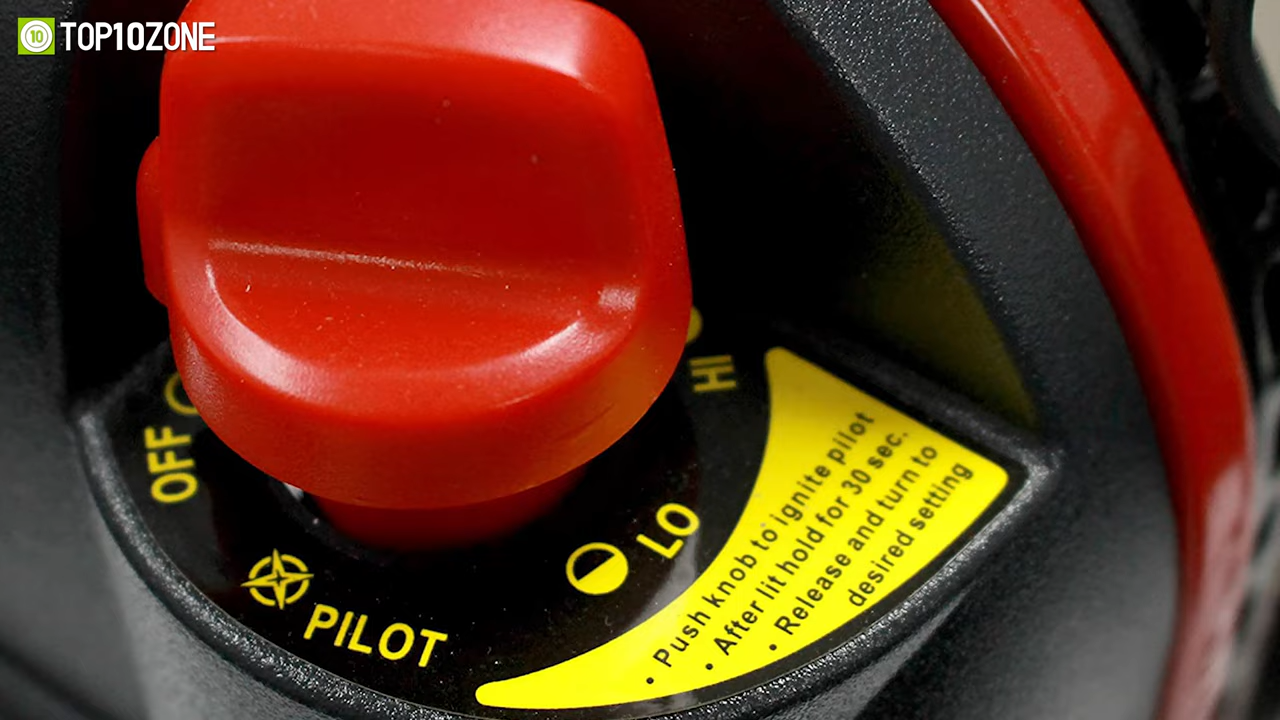 TOP10ZONE
10
OFF
PILOT
LO
HI
• Push knob to ignite pilot
• After lit hold for 30 sec.
• Release and turn to
desired setting